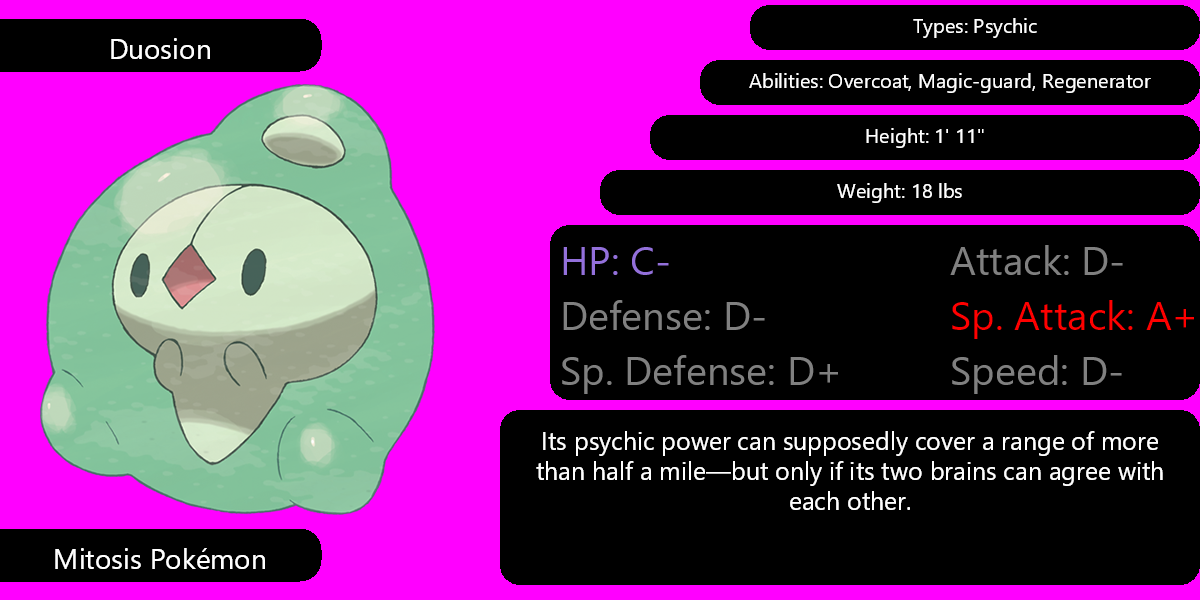 Duosion
Types: Psychic
Abilities: Overcoat, Magic-guard, Regenerator
Height: 1' 11"
Weight: 18 lbs
HP: C-
Attack: D-
Defense: D-
Sp. Attack: A+
Sp. Defense: D+
Speed: D-
Its psychic power can supposedly cover a range of more
than half a mile—but only if its two brains can agree with
each other.
Mitosis Pokémon